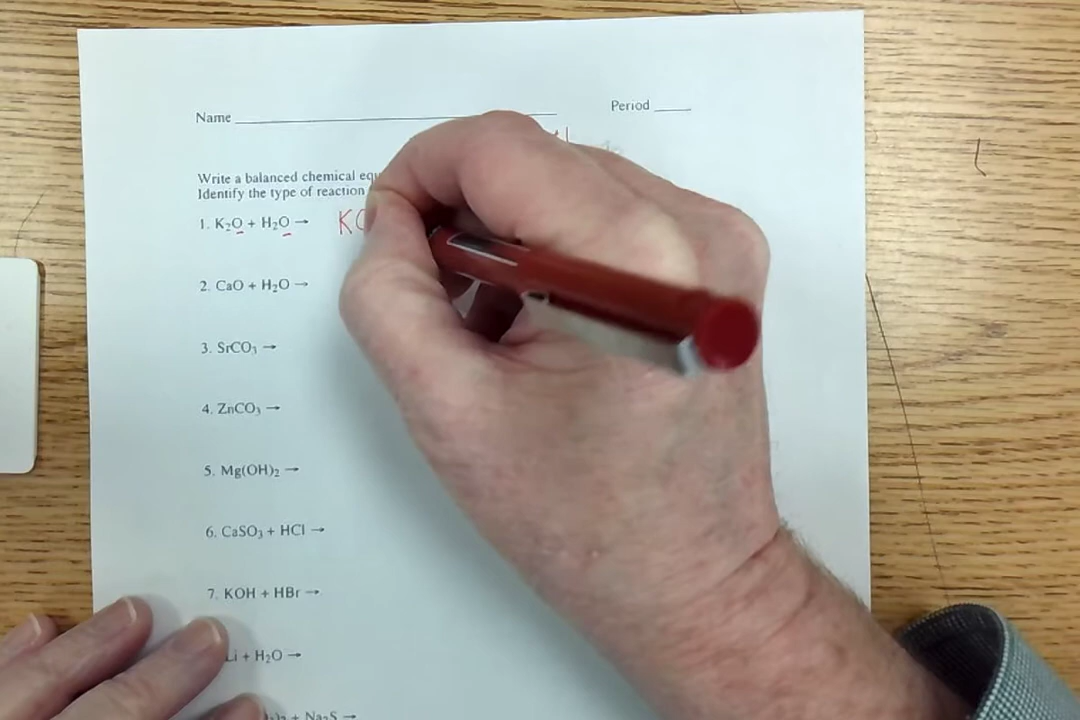 Name Period
Write a balanced chemical
Identify the type of reaction
1. K₂O + H₂O → KO
2. CaO + H₂O →
3. SrCO₃ →
4. ZnCO₃ →
5. Mg(OH)₂ →
6. CaSO₃ + HCl →
7. KOH + HBr →
Li + H₂O →
+ Na₂S →